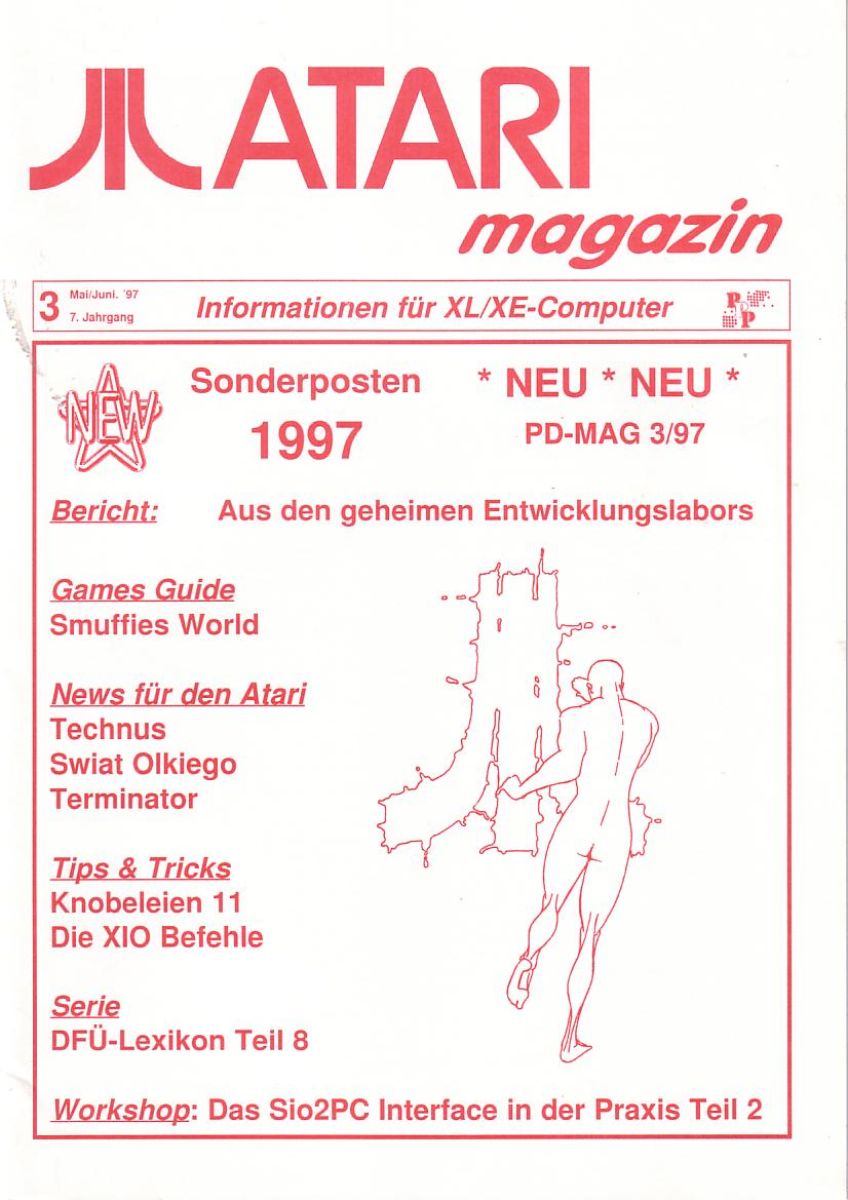 ATARI
magazin
3 Mai/Juni. '97
7. Jahrgang
Informationen für XL/XE-Computer
PDP
NEW
Sonderposten
1997
* NEU * NEU *
PD-MAG 3/97
Bericht: Aus den geheimen Entwicklungslabors
Games Guide
Smuffies World
News für den Atari
Technus
Swiat Olkiego
Terminator
Tips & Tricks
Knobeleien 11
Die XIO Befehle
Serie
DFÜ-Lexikon Teil 8
Workshop: Das Sio2PC Interface in der Praxis Teil 2